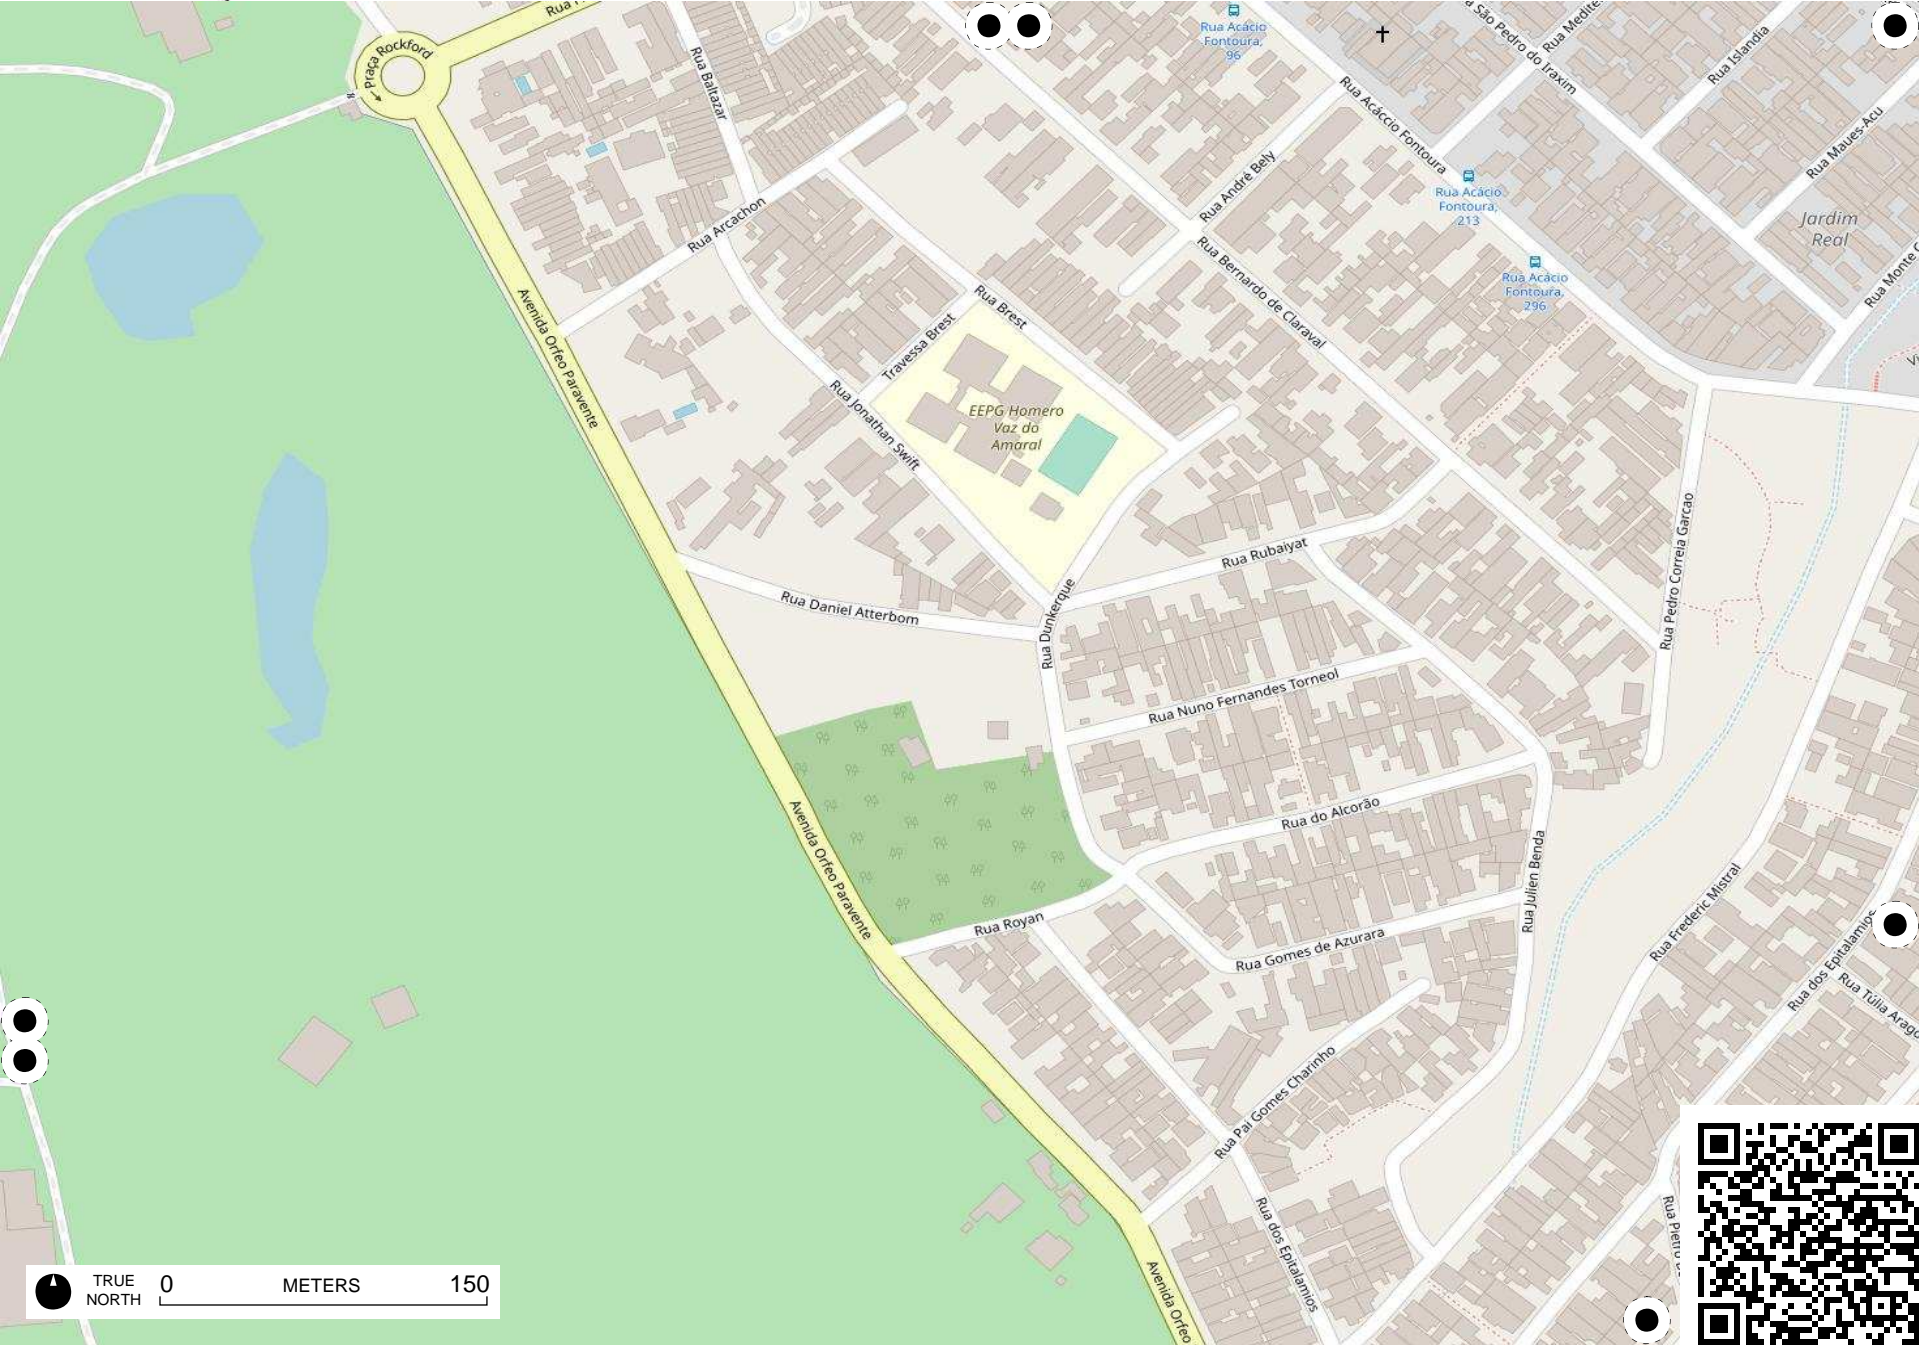 Praça Rockford
Rua Baltazar
Rua Acácio
Fontoura,
96
São Pedro do Iraxim
Rua Islandia
Rua Acáccio Fontoura
Rua Maues-Acu
Rua André Bely
Rua Acácio
Fontoura,
213
Jardim
Real
Rua Arcachon
Rua Bernardo de Claraval
Rua Acácio
Fontoura,
296
Rua Monte
Avenida Orfeo Paravente
Rua Brest
Travessa Brest
Rua Jonathan Swift
EEPG Homero
Vaz do
Amaral
Rua Pedro Correia Garcao
Rua Rubaiyat
Rua Daniel Atterbom
Rua Dunkerque
Rua Nuno Fernandes Torneol
Rua do Alcorão
Avenida Orfeo Paravente
Rua Julien Benda
Rua Frederic Mistral
Rua Royan
Rua Gomes de Azurara
Rua dos Epitalamios
Rua Túlia
Rua Pai Gomes Charinho
Rua dos Epitalamios
Avenida Orfeo
TRUE
NORTH
0 METERS 150